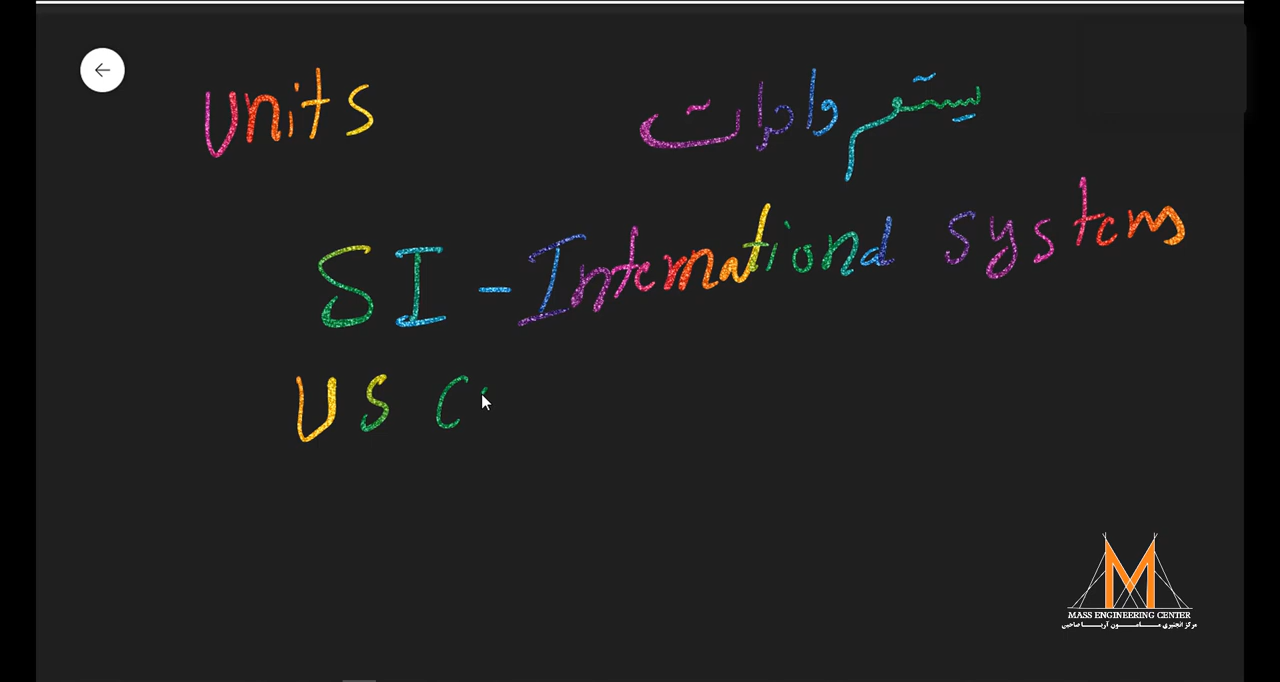 units سیستم واحدات
SI - International systems
US C
MASS ENGINEERING CENTER